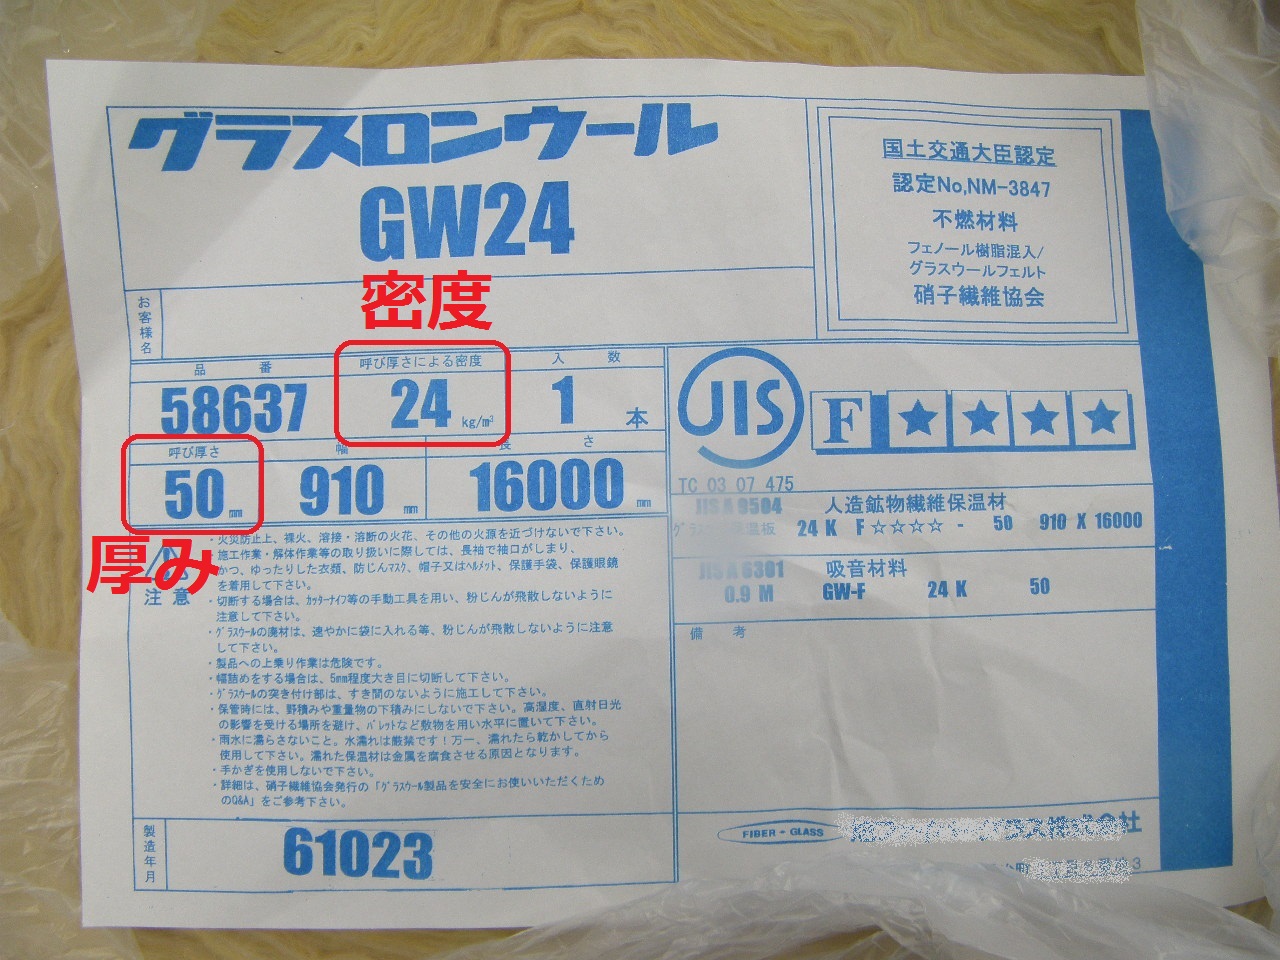 グラスロンウール
GW24
国土交通大臣認定
認定No,NM-3847
不燃材料
フェノール樹脂混入/
グラスウールフェルト
硝子繊維協会
お客様名
密度
品番
呼び厚さによる密度
入数
58637
24 kg/m³
1 本
呼び厚さ
幅
長さ
50 mm
910 mm
16000 mm
厚み
JIS
F★★★★
TC 03 07 475
JIS A 9504 人造鉱物繊維保温材
保温板 24 K F☆☆☆☆ - 50 910 X 16000
JIS A 6301 吸音材料
0.9 M GW-F 24 K 50
備考
注意
・火災防止上、裸火、溶接・溶断の火花、その他の火源を近づけないで下さい。
・施工作業・解体作業等の取り扱いに際しては、長袖で袖口がしまり、
かつ、ゆったりした衣類、防じんマスク、帽子又はヘルメット、保護手袋、保護眼鏡
を着用して下さい。
・切断する場合は、カッターナイフ等の手動工具を用い、粉じんが飛散しないように
注意して下さい。
・グラスウールの廃材は、速やかに袋に入れる等、粉じんが飛散しないように注意
して下さい。
・製品への上乗り作業は危険です。
・幅詰めをする場合は、5mm程度大き目に切断して下さい。
・グラスウールの突き付け部は、すき間のないように施工して下さい。
・保管時には、野積みや重量物の下積みにしないで下さい。高湿度、直射日光
の影響を受ける場所を避け、パレットなど敷物を用い水平に置いて下さい。
・雨水に濡らさないこと。水濡れは厳禁です！万一、濡れたら乾かしてから
使用して下さい。濡れた保温材は金属を腐食させる原因となります。
・手かぎを使用しないで下さい。
・詳細は、硝子繊維協会発行の「グラスウール製品を安全にお使いいただくため
のQ&A」をご参考下さい。
製造年月
61023
FIBER-GLASS
ラス株式会社
3